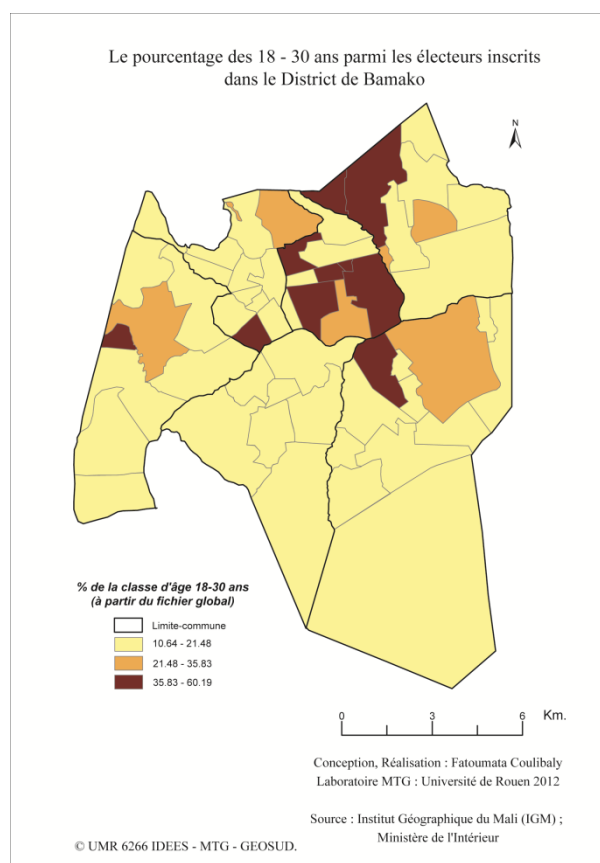 Le pourcentage des 18 - 30 ans parmi les électeurs inscrits
dans le District de Bamako
N
% de la classe d'âge 18-30 ans
(à partir du fichier global)
Limite-commune
10.64 - 21.48
21.48 - 35.83
35.83 - 60.19
0 3 6 Km.
Conception, Réalisation : Fatoumata Coulibaly
Laboratoire MTG : Université de Rouen 2012
Source : Institut Géographique du Mali (IGM) ;
Ministère de l'Intérieur
© UMR 6266 IDEES - MTG - GEOSUD.